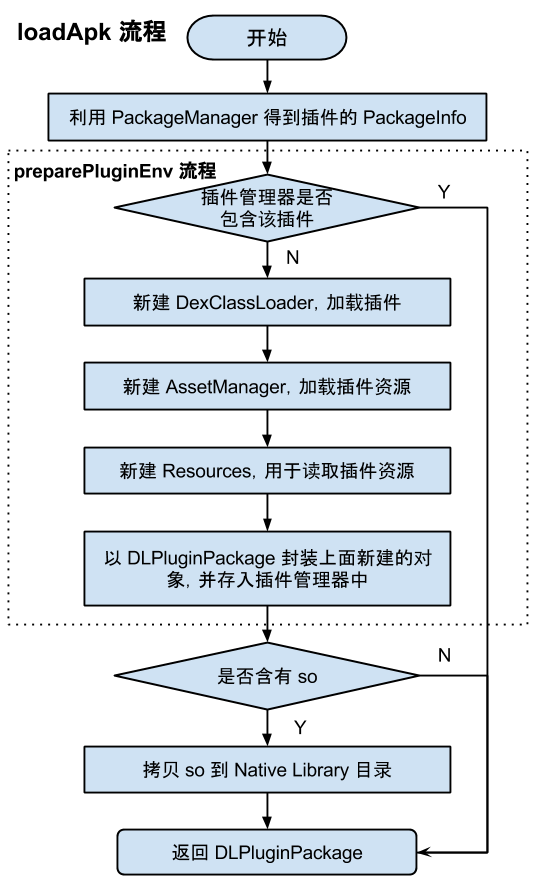 loadApk 流程
开始
利用 PackageManager 得到插件的 PackageInfo
preparePluginEnv 流程
插件管理器是否
包含该插件
Y
N
新建 DexClassLoader, 加载插件
新建 AssetManager, 加载插件资源
新建 Resources, 用于读取插件资源
以 DLPluginPackage 封装上面新建的对
象, 并存入插件管理器中
是否含有 so
N
Y
拷贝 so 到 Native Library 目录
返回 DLPluginPackage